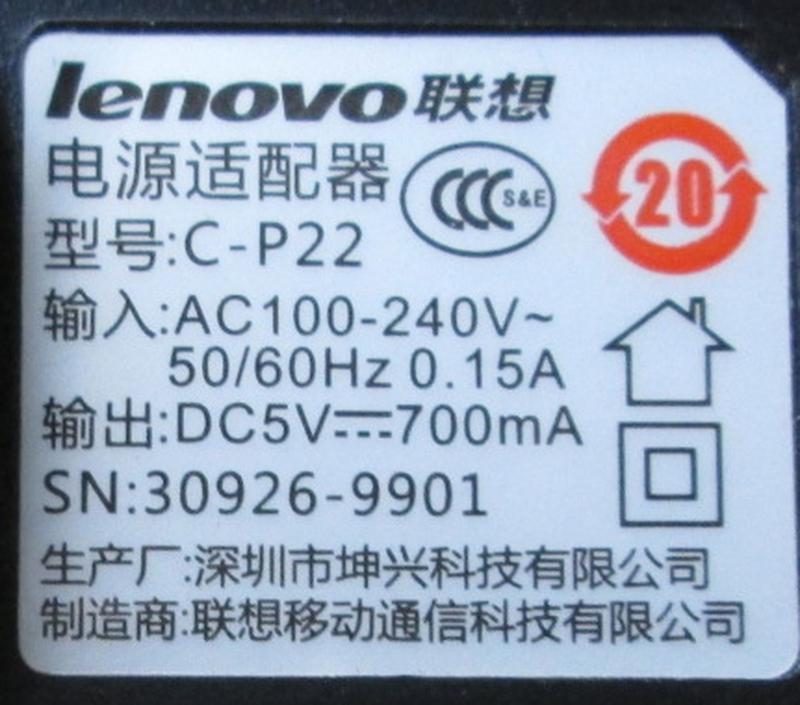 lenovo联想
电源适配器
CCC S&E
20
型号:C-P22
输入:AC100-240V~
50/60Hz 0.15A
输出:DC5V⎓700mA
SN:30926-9901
生产厂:深圳市坤兴科技有限公司
制造商:联想移动通信科技有限公司